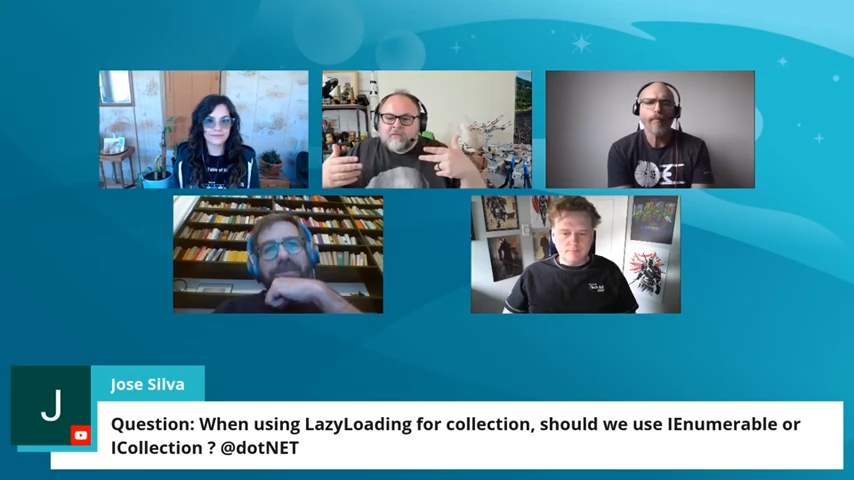 J
Jose Silva
Question: When using LazyLoading for collection, should we use IEnumerable or
ICollection ? @dotNET